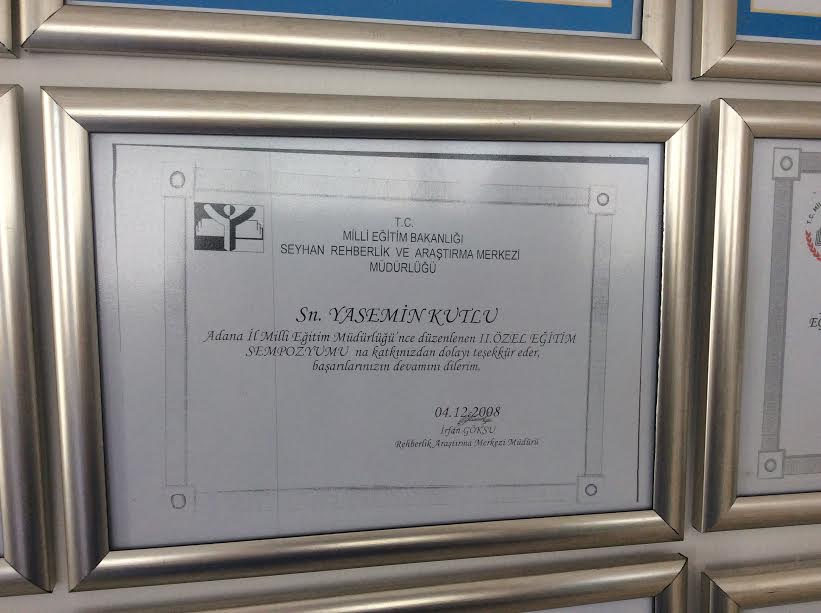 T.C.
MİLLİ EĞİTİM BAKANLIĞI
SEYHAN REHBERLİK VE ARAŞTIRMA MERKEZİ
MÜDÜRLÜĞÜ
Sn. YASEMİN KUTLU
Adana İl Milli Eğitim Müdürlüğü'nce düzenlenen II.ÖZEL EĞİTİM
SEMPOZYUMU na katkınızdan dolayı teşekkür eder,
başarılarınızın devamını dilerim.
04.12.2008
İrfan GÖKSU
Rehberlik Araştırma Merkezi Müdürü